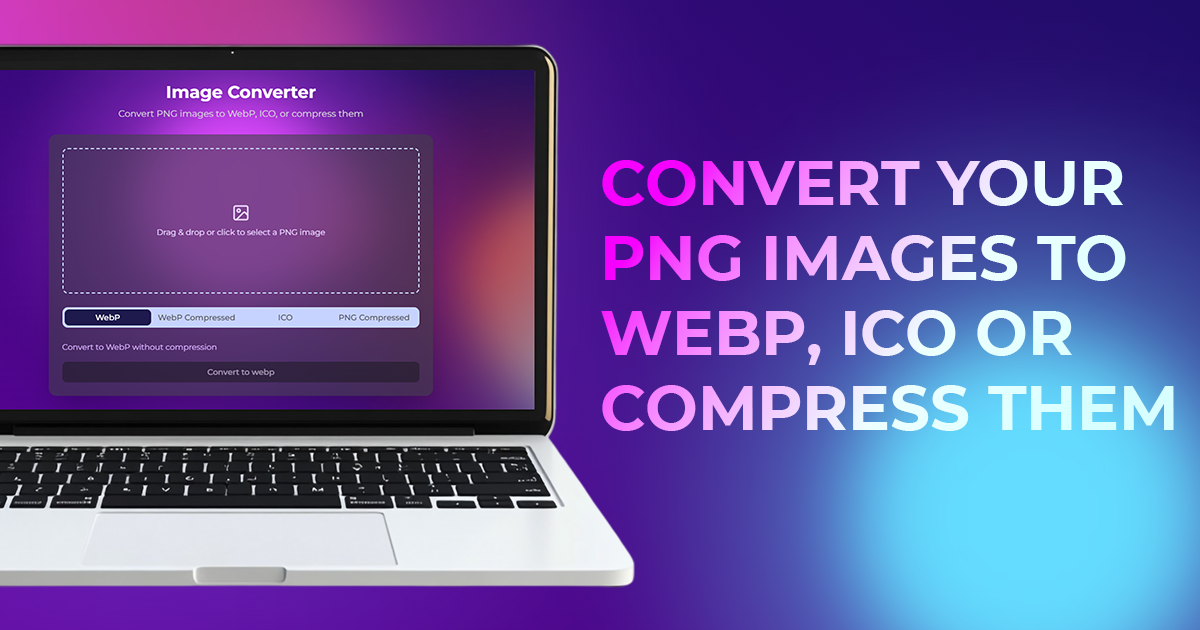 Image Converter
Convert PNG images to WebP, ICO, or compress them
Drag & drop or click to select a PNG image
WebP WebP Compressed ICO PNG Compressed
Convert to WebP without compression
Convert to webp
CONVERT YOUR
PNG IMAGES TO
WEBP, ICO OR
COMPRESS THEM